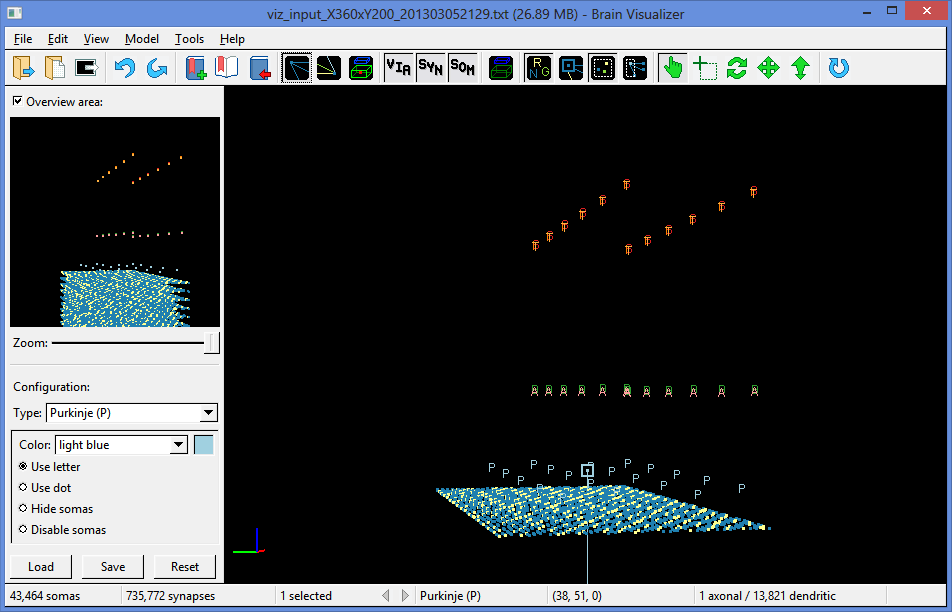 viz_input_X360xY200_201303052129.txt (26.89 MB) - Brain Visualizer
File Edit View Model Tools Help
VIA SYN SOM R N G
Overview area:
Zoom:
Configuration:
Type: Purkinje (P)
Color: light blue
Use letter
Use dot
Hide somas
Disable somas
Load Save Reset
P P P P P P P P P P P P P P P
43,464 somas 735,772 synapses 1 selected Purkinje (P) (38, 51, 0) 1 axonal / 13,821 dendritic